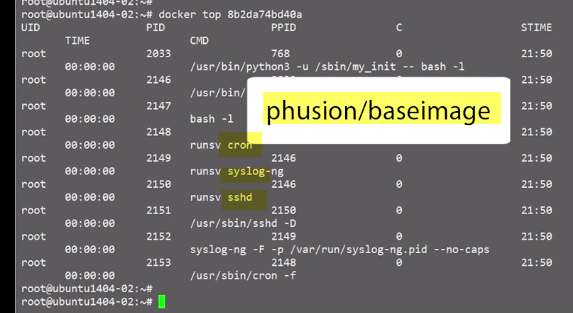 root@ubuntu1404-02:~#
root@ubuntu1404-02:~# docker top 8b2da74bd40a
UID PID PPID C STIME
TIME CMD
root 2033 768 0 21:50
00:00:00 /usr/bin/python3 -u /sbin/my_init -- bash -l
root 2146 21:50
00:00:00 /usr/bin/
root 2147 21:50
00:00:00 bash -l
root 2148 21:50
00:00:00 runsv cron
root 2149 2146 0 21:50
00:00:00 runsv syslog-ng
root 2150 2146 0 21:50
00:00:00 runsv sshd
root 2151 2150 0 21:50
00:00:00 /usr/sbin/sshd -D
root 2152 2149 0 21:50
00:00:00 syslog-ng -F -p /var/run/syslog-ng.pid --no-caps
root 2153 2148 0 21:50
00:00:00 /usr/sbin/cron -f
root@ubuntu1404-02:~#
root@ubuntu1404-02:~#
phusion/baseimage